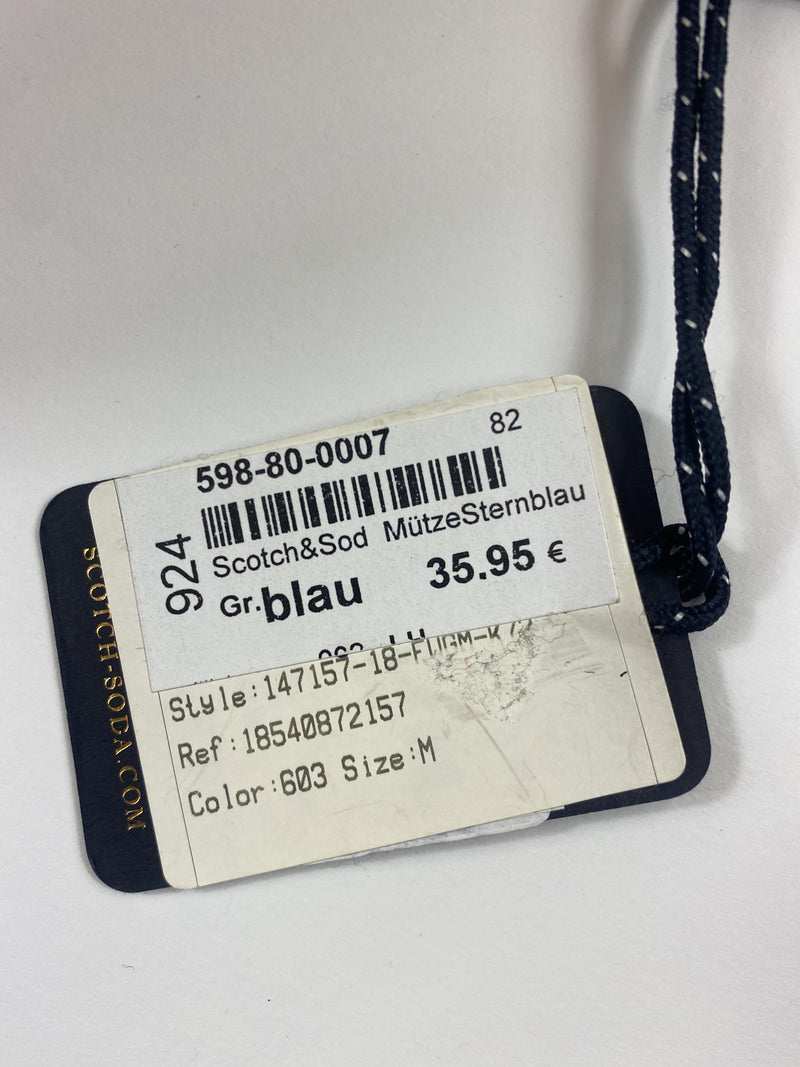 598-80-0007 82
924
Scotch&Sod MützeSternblau
Gr.blau 35.95 €
Style:147157-18-FUGM-K
Ref:18540872157
Color:603 Size:M
SCOTCH-SODA.COM